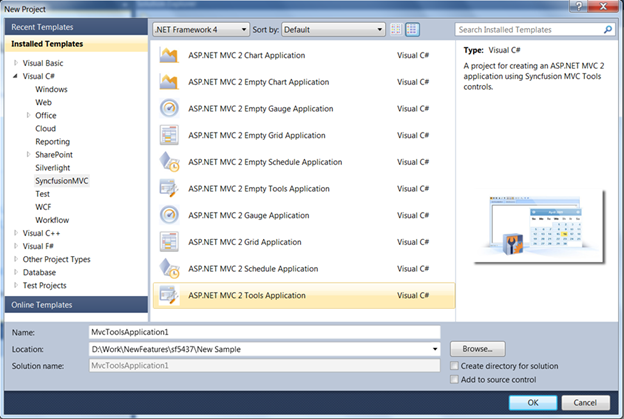 New Project
Recent Templates
Installed Templates
Visual Basic
Visual C#
Windows
Web
Office
Cloud
Reporting
SharePoint
Silverlight
SyncfusionMVC
Test
WCF
Workflow
Visual C++
Visual F#
Other Project Types
Database
Test Projects
Online Templates
.NET Framework 4 Sort by: Default
ASP.NET MVC 2 Chart Application Visual C#
ASP.NET MVC 2 Empty Chart Application Visual C#
ASP.NET MVC 2 Empty Gauge Application Visual C#
ASP.NET MVC 2 Empty Grid Application Visual C#
ASP.NET MVC 2 Empty Schedule Application Visual C#
ASP.NET MVC 2 Empty Tools Application Visual C#
ASP.NET MVC 2 Gauge Application Visual C#
ASP.NET MVC 2 Grid Application Visual C#
ASP.NET MVC 2 Schedule Application Visual C#
ASP.NET MVC 2 Tools Application Visual C#
Search Installed Templates
Type: Visual C#
A project for creating an ASP.NET MVC 2
application using Syncfusion MVC Tools
controls.
Name: MvcToolsApplication1
Location: D:\Work\NewFeatures\sf5437\New Sample Browse...
Solution name: MvcToolsApplication1
Create directory for solution
Add to source control
OK Cancel